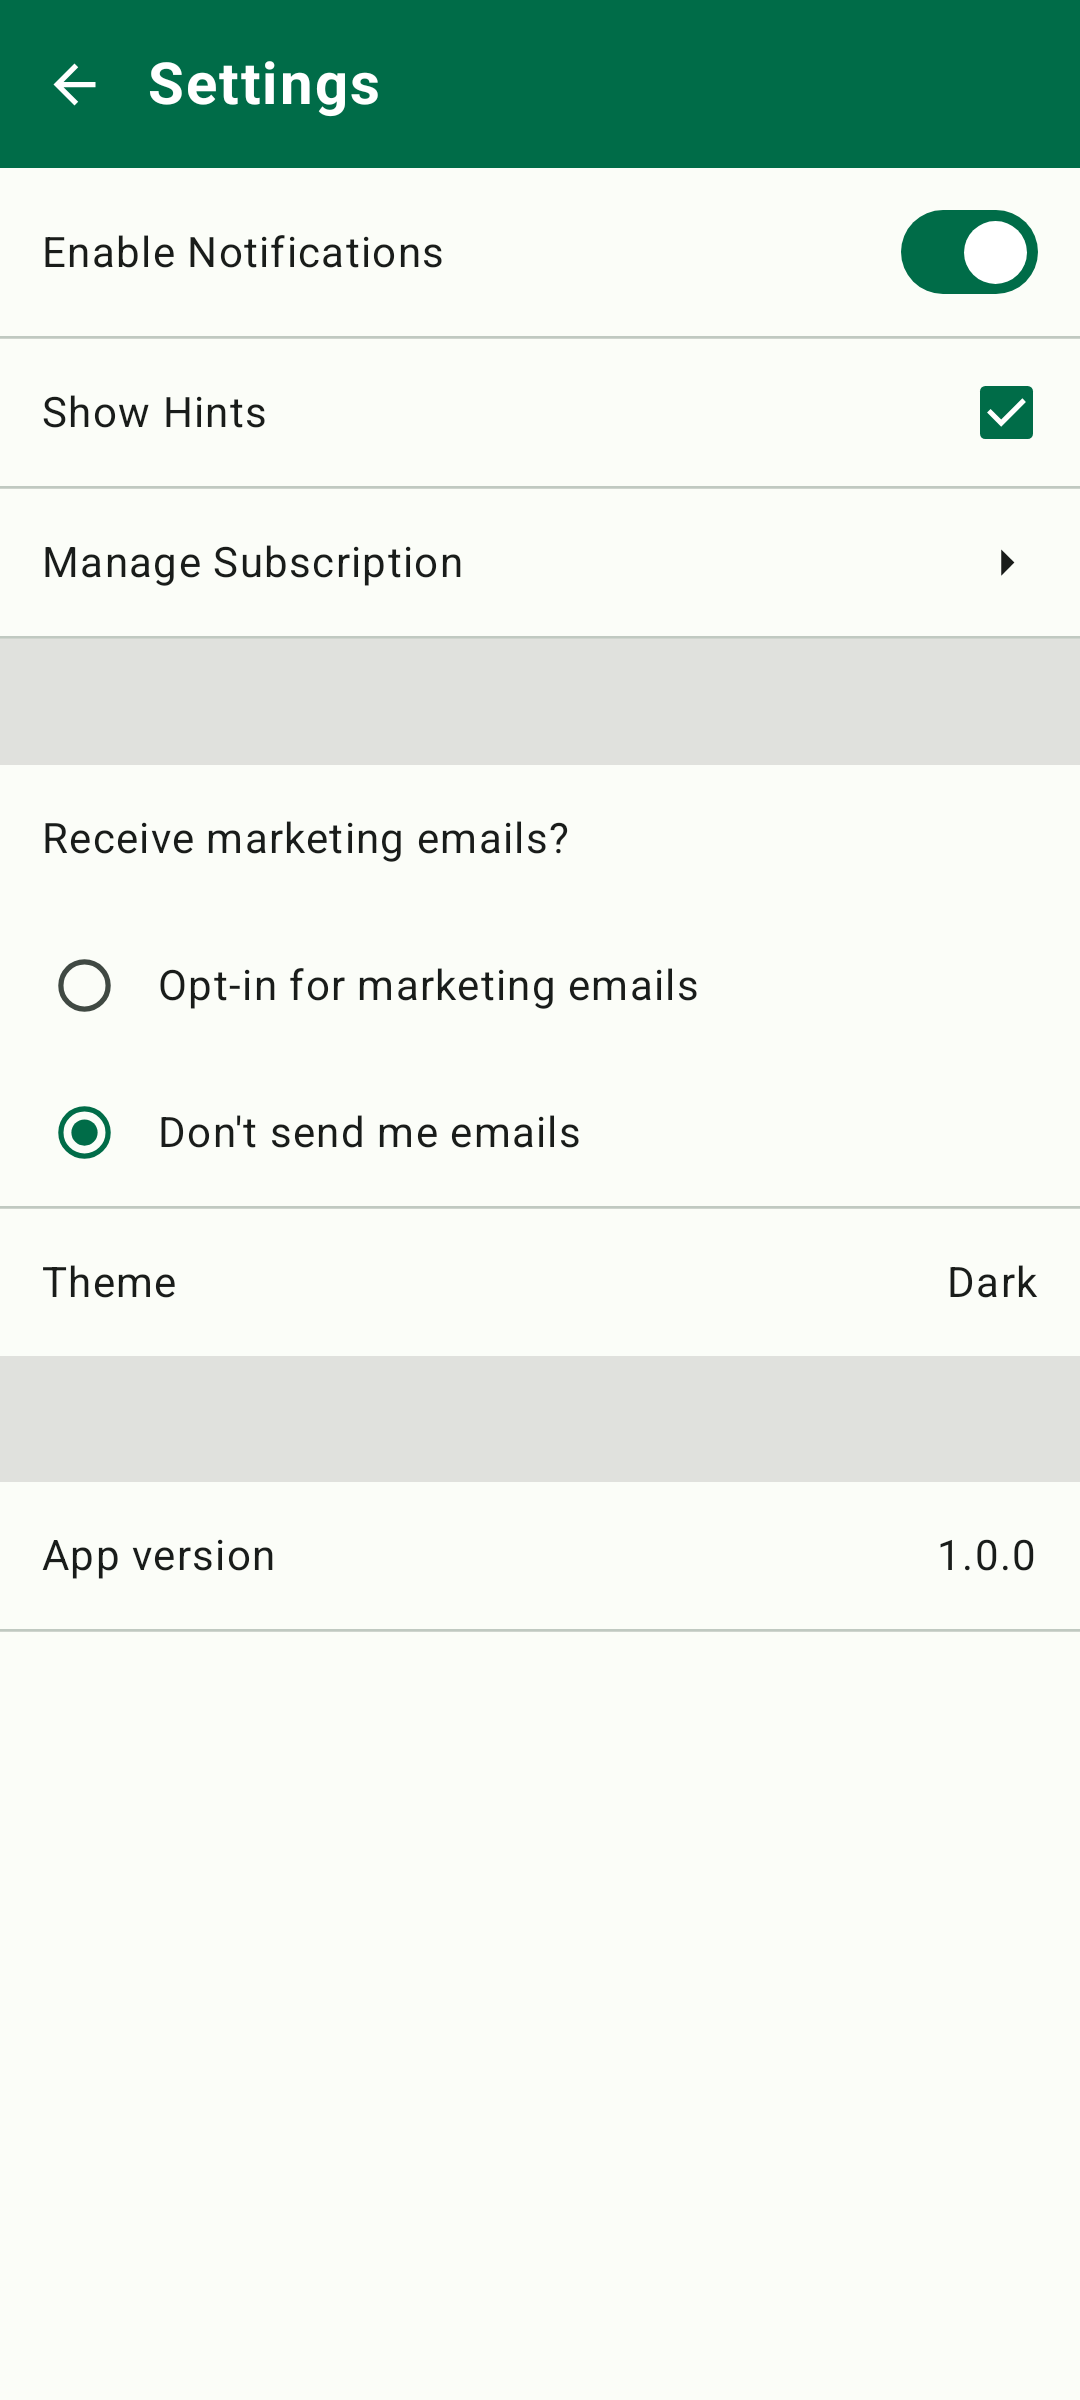 Settings
Enable Notifications
Show Hints
Manage Subscription
Receive marketing emails?
Opt-in for marketing emails
Don't send me emails
Theme Dark
App version 1.0.0